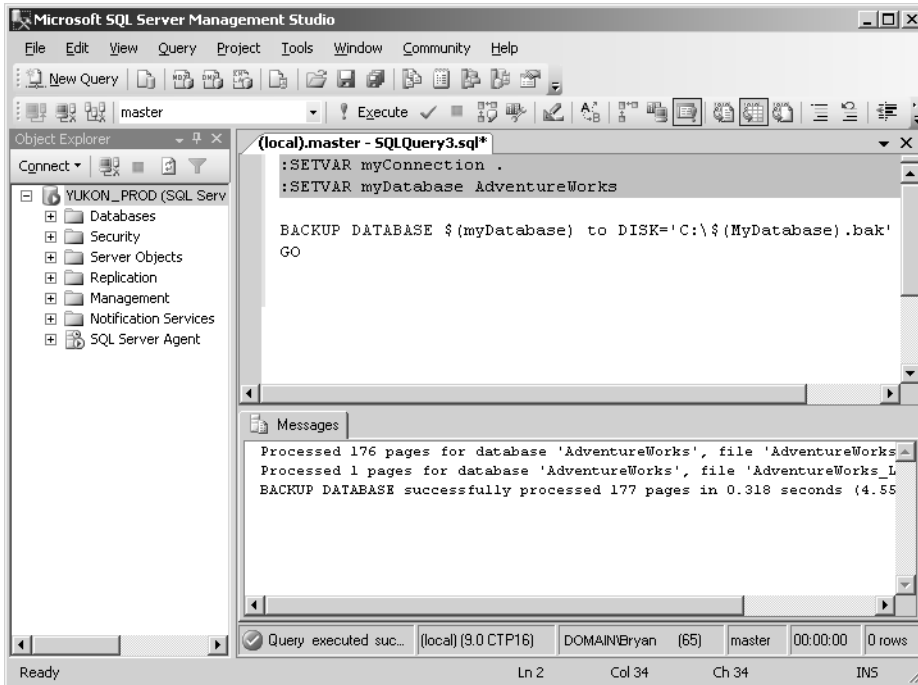 Microsoft SQL Server Management Studio
File Edit View Query Project Tools Window Community Help
New Query
master Execute
Object Explorer
(local).master - SQLQuery3.sql*
Connect
YUKON_PROD (SQL Serv
Databases
Security
Server Objects
Replication
Management
Notification Services
SQL Server Agent
:SETVAR myConnection .
:SETVAR myDatabase AdventureWorks
BACKUP DATABASE $(myDatabase) to DISK='C:\$(MyDatabase).bak'
GO
Messages
Processed 176 pages for database 'AdventureWorks', file 'AdventureWorks
Processed 1 pages for database 'AdventureWorks', file 'AdventureWorks_L
BACKUP DATABASE successfully processed 177 pages in 0.318 seconds (4.55
Query executed suc... (local) (9.0 CTP16) DOMAIN\Bryan (65) master 00:00:00 0 rows
Ready Ln 2 Col 34 Ch 34 INS